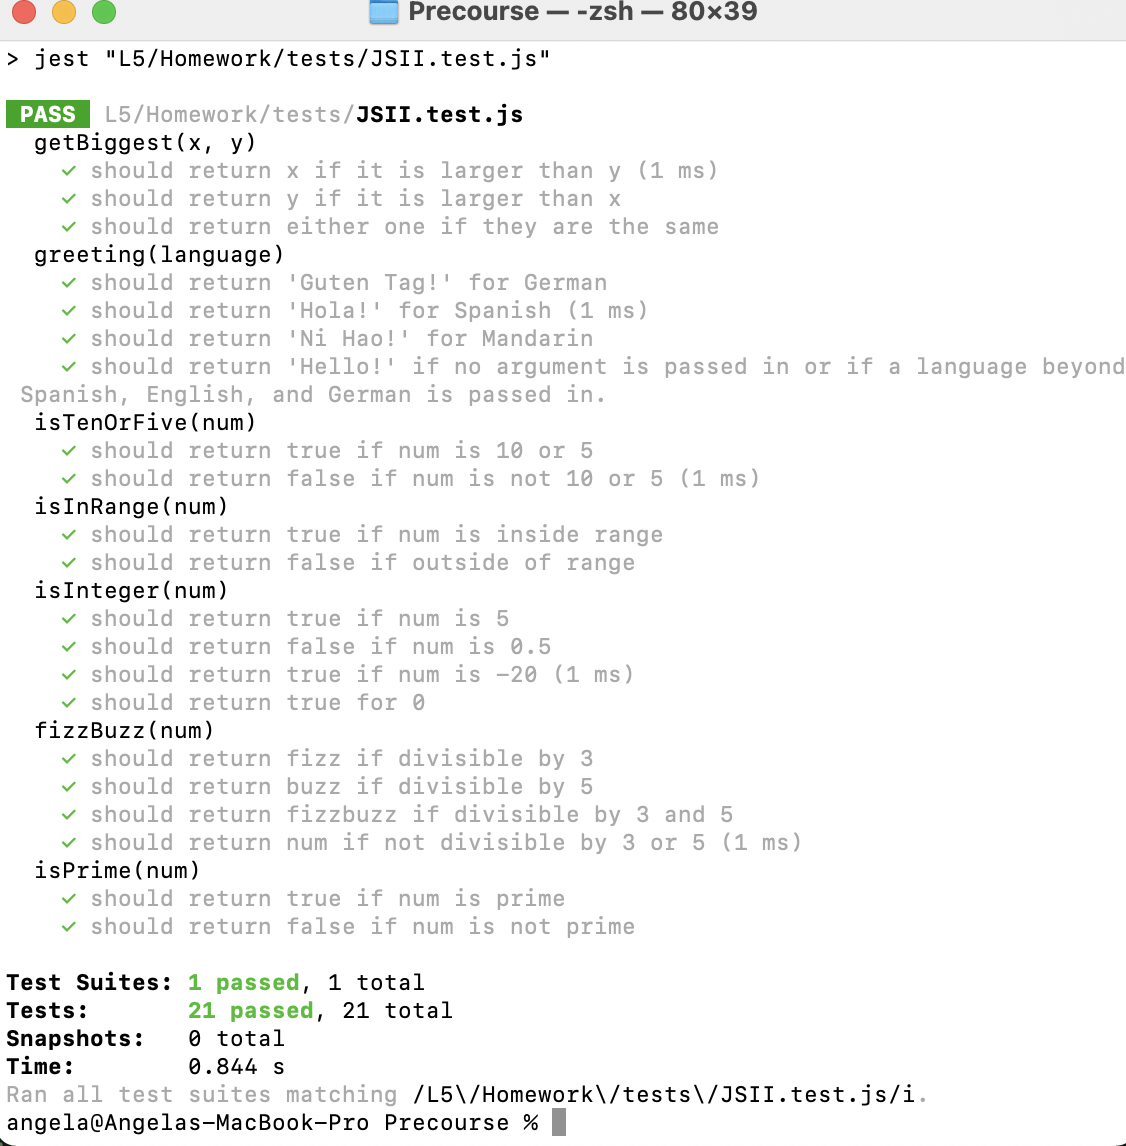 Precourse — -zsh — 80×39
> jest "L5/Homework/tests/JSII.test.js"
PASS L5/Homework/tests/JSII.test.js
getBiggest(x, y)
✓ should return x if it is larger than y (1 ms)
✓ should return y if it is larger than x
✓ should return either one if they are the same
greeting(language)
✓ should return 'Guten Tag!' for German
✓ should return 'Hola!' for Spanish (1 ms)
✓ should return 'Ni Hao!' for Mandarin
✓ should return 'Hello!' if no argument is passed in or if a language beyond
Spanish, English, and German is passed in.
isTenOrFive(num)
✓ should return true if num is 10 or 5
✓ should return false if num is not 10 or 5 (1 ms)
isInRange(num)
✓ should return true if num is inside range
✓ should return false if outside of range
isInteger(num)
✓ should return true if num is 5
✓ should return false if num is 0.5
✓ should return true if num is -20 (1 ms)
✓ should return true for 0
fizzBuzz(num)
✓ should return fizz if divisible by 3
✓ should return buzz if divisible by 5
✓ should return fizzbuzz if divisible by 3 and 5
✓ should return num if not divisible by 3 or 5 (1 ms)
isPrime(num)
✓ should return true if num is prime
✓ should return false if num is not prime
Test Suites: 1 passed, 1 total
Tests: 21 passed, 21 total
Snapshots: 0 total
Time: 0.844 s
Ran all test suites matching /L5\/Homework\/tests\/JSII.test.js/i.
angela@Angelas-MacBook-Pro Precourse %